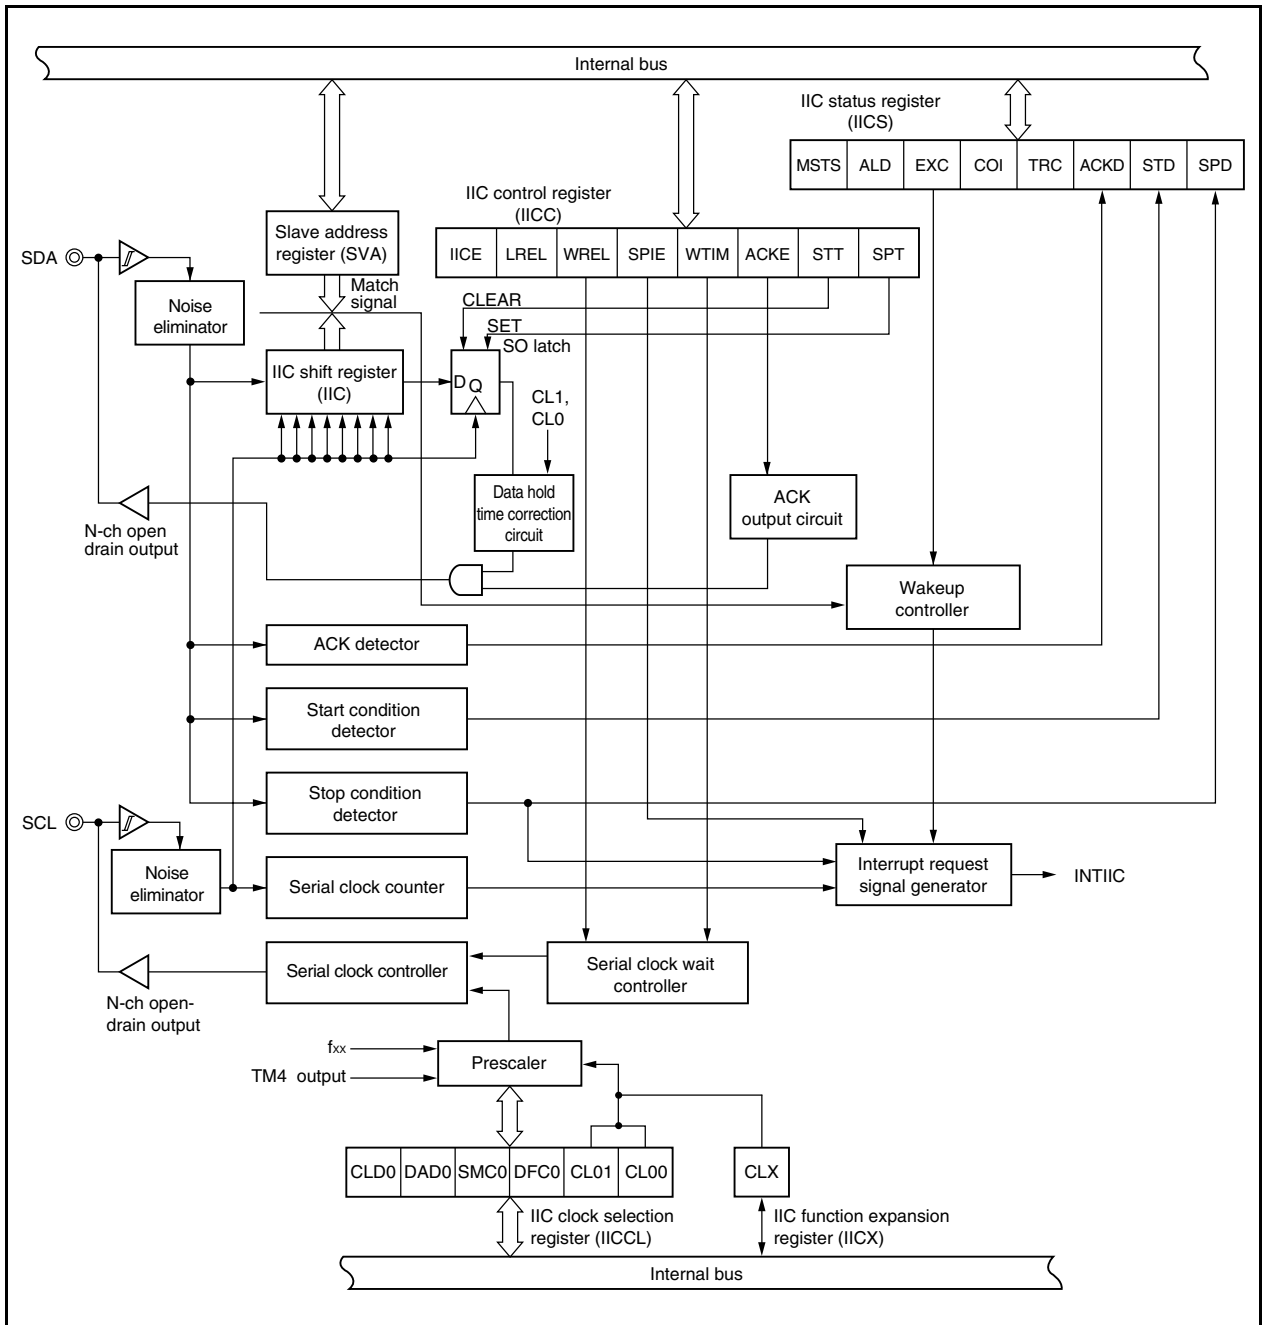 Internal bus
IIC status register
(IICS)
MSTS ALD EXC COI TRC ACKD STD SPD
IIC control register
(IICC)
IICE LREL WREL SPIE WTIM ACKE STT SPT
Slave address
register (SVA)
SDA
Noise
eliminator
Match
signal
CLEAR
SET
SO latch
IIC shift register
(IIC)
D Q
CL1,
CL0
Data hold
time correction
circuit
ACK
output circuit
N-ch open
drain output
Wakeup
controller
ACK detector
Start condition
detector
Stop condition
detector
SCL
Noise
eliminator
Serial clock counter
Interrupt request
signal generator
INTIIC
Serial clock controller
Serial clock wait
controller
N-ch open-
drain output
fxx
TM4 output
Prescaler
CLD0 DAD0 SMC0 DFC0 CL01 CL00
CLX
IIC clock selection
register (IICCL)
IIC function expansion
register (IICX)
Internal bus